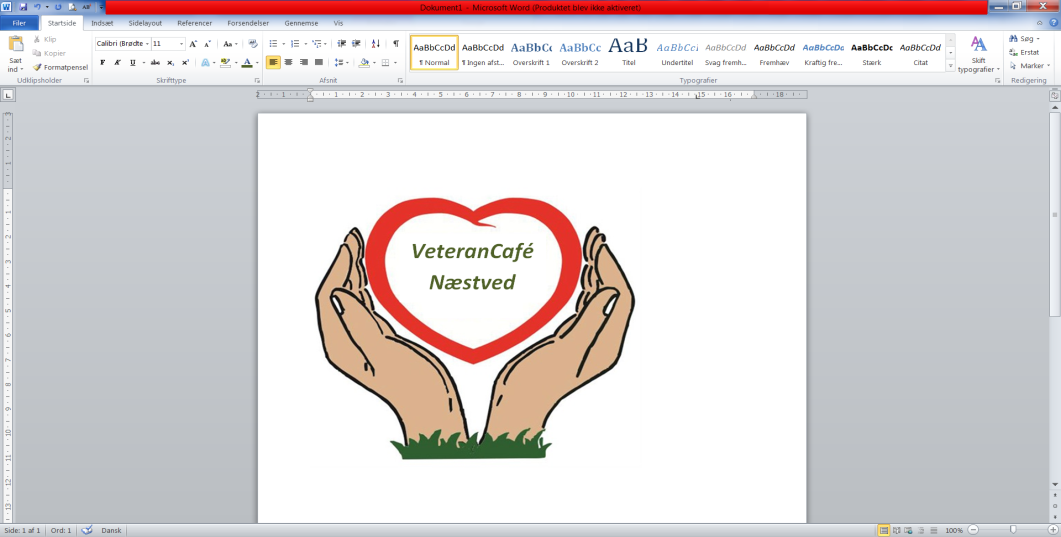 Dokument1 - Microsoft Word (Produktet blev ikke aktiveret)
Filer Startside Indsæt Sidelayout Referencer Forsendelser Gennemse Vis
Sæt ind
Klip
Kopier
Formatpensel
Udklipsholder
Calibri (Brødte 11
Skrifttype
Afsnit
AaBbCcDd AaBbCcDd AaBbCc AaBbCc AaB AaBbCcI AaBbCcDd AaBbCcDd AaBbCcDc AaBbCcDc AaBbCcDd
¶ Normal ¶ Ingen afst... Overskrift 1 Overskrift 2 Titel Undertitel Svag fremh... Fremhæv Kraftig fre... Stærk Citat
Typografier
Skift typografier
Søg
Erstat
Marker
Redigering
VeteranCafé
Næstved
Side: 1 af 1 Ord: 1 Dansk 100%